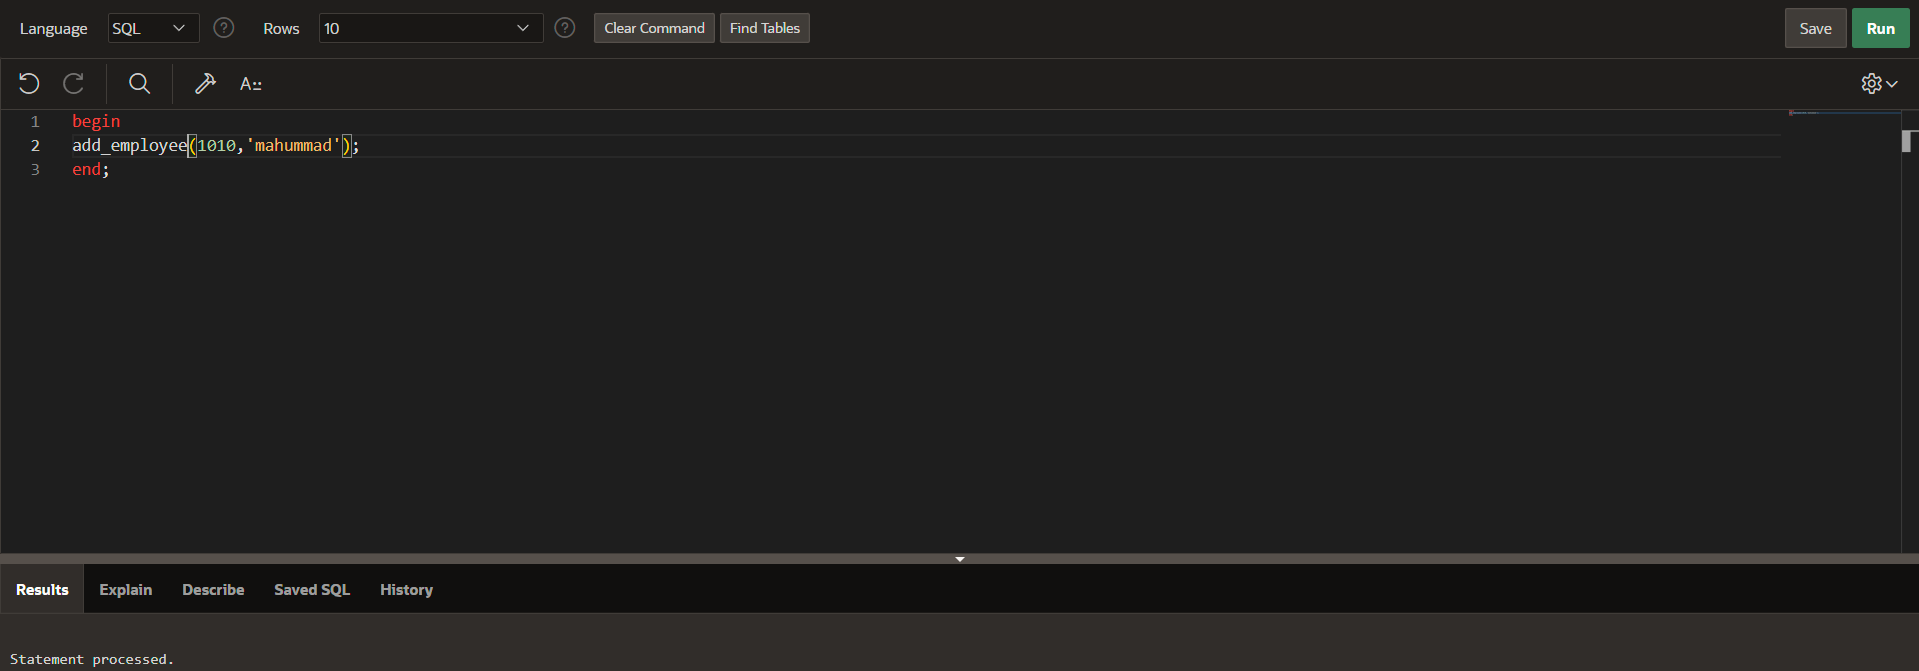 Language SQL ? Rows 10 ? Clear Command Find Tables Save Run
A::
1 begin
2 add_employee(1010,'mahummad');
3 end;
Results Explain Describe Saved SQL History
Statement processed.